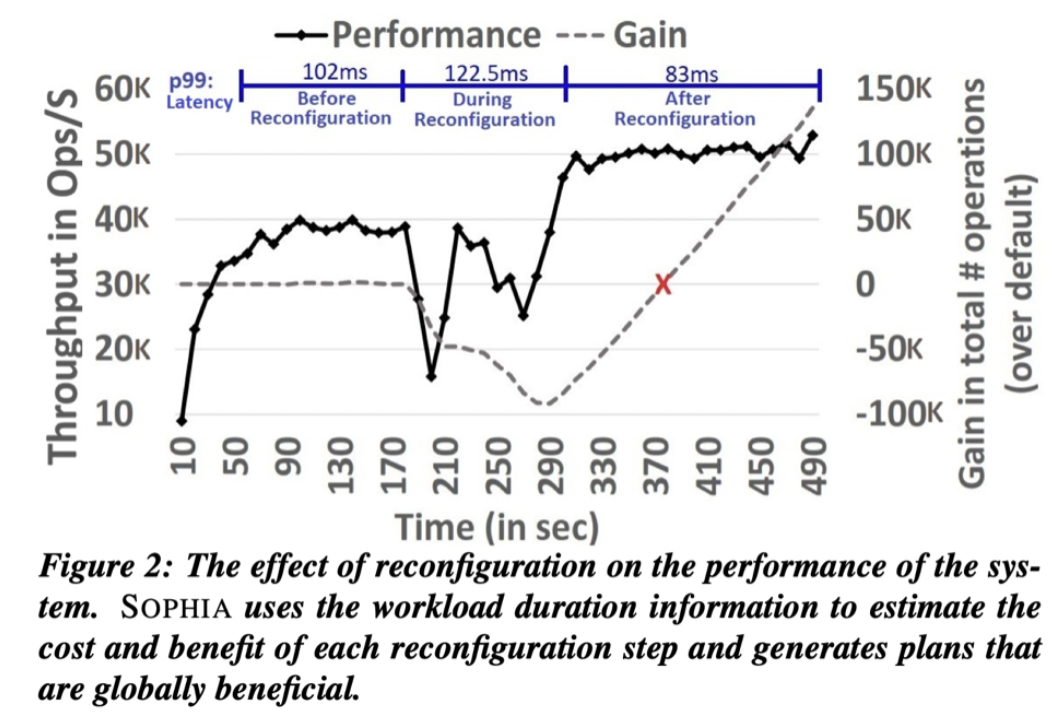 Performance --- Gain
p99:
Latency
102ms
Before
Reconfiguration
122.5ms
During
Reconfiguration
83ms
After
Reconfiguration
Throughput in Ops/S
60K
50K
40K
30K
20K
10
150K
100K
50K
0
-50K
-100K
Gain in total # operations
(over default)
X
10 50 90 130 170 210 250 290 330 370 410 450 490
Time (in sec)
Figure 2: The effect of reconfiguration on the performance of the sys-
tem. SOPHIA uses the workload duration information to estimate the
cost and benefit of each reconfiguration step and generates plans that
are globally beneficial.